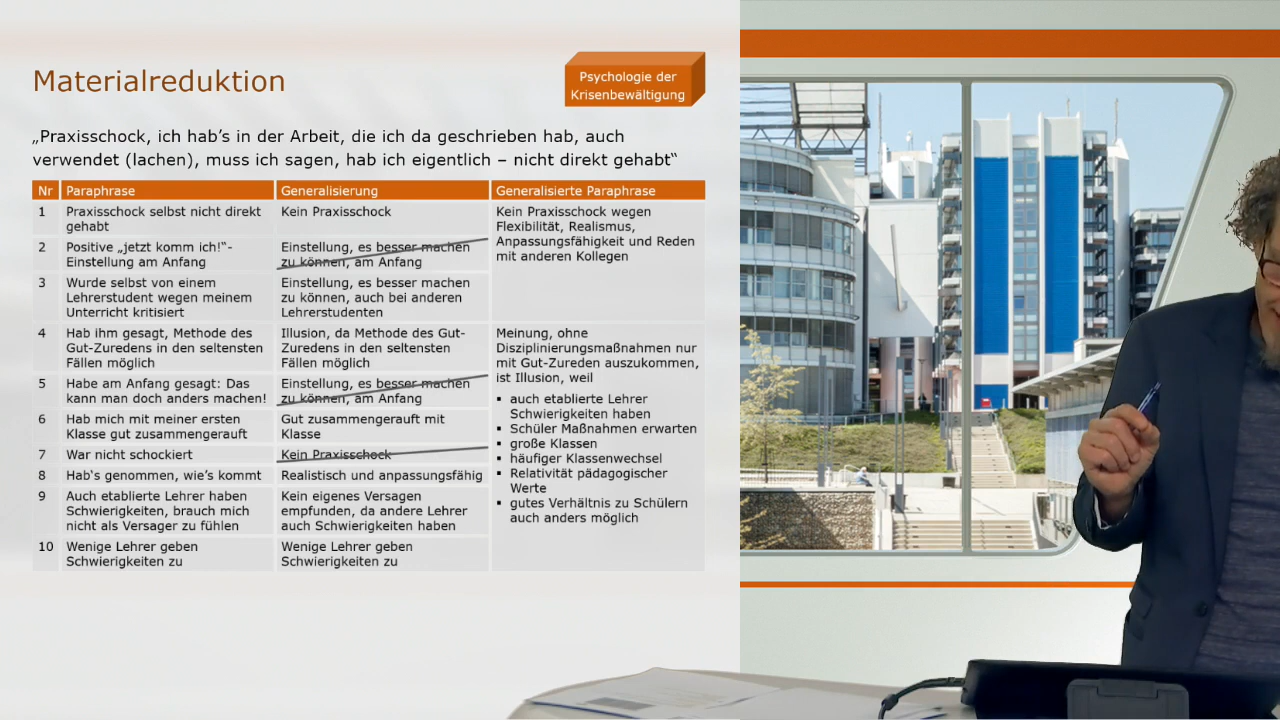 Materialreduktion
Psychologie der
Krisenbewältigung
„Praxisschock, ich hab’s in der Arbeit, die ich da geschrieben hab, auch
verwendet (lachen), muss ich sagen, hab ich eigentlich – nicht direkt gehabt“
Nr Paraphrase Generalisierung Generalisierte Paraphrase
1 Praxisschock selbst nicht direkt
gehabt
Kein Praxisschock
Kein Praxisschock wegen
Flexibilität, Realismus,
Anpassungsfähigkeit und Reden
mit anderen Kollegen
2 Positive „jetzt komm ich!“-
Einstellung am Anfang
Einstellung, es besser machen
zu können, am Anfang
3 Wurde selbst von einem
Lehrerstudent wegen meinem
Unterricht kritisiert
Einstellung, es besser machen
zu können, auch bei anderen
Lehrerstudenten
4 Hab ihm gesagt, Methode des
Gut-Zuredens in den seltensten
Fällen möglich
Illusion, da Methode des Gut-
Zuredens in den seltensten
Fällen möglich
Meinung, ohne
Disziplinierungsmaßnahmen nur
mit Gut-Zureden auszukommen,
ist Illusion, weil
▪ auch etablierte Lehrer
Schwierigkeiten haben
▪ Schüler Maßnahmen erwarten
▪ große Klassen
▪ häufiger Klassenwechsel
▪ Relativität pädagogischer
Werte
▪ gutes Verhältnis zu Schülern
auch anders möglich
5 Habe am Anfang gesagt: Das
kann man doch anders machen!
Einstellung, es besser machen
zu können, am Anfang
6 Hab mich mit meiner ersten
Klasse gut zusammengerauft
Gut zusammengerauft mit
Klasse
7 War nicht schockiert
Kein Praxisschock
8 Hab‘s genommen, wie’s kommt
Realistisch und anpassungsfähig
9 Auch etablierte Lehrer haben
Schwierigkeiten, brauch mich
nicht als Versager zu fühlen
Kein eigenes Versagen
empfunden, da andere Lehrer
auch Schwierigkeiten haben
10 Wenige Lehrer geben
Schwierigkeiten zu
Wenige Lehrer geben
Schwierigkeiten zu